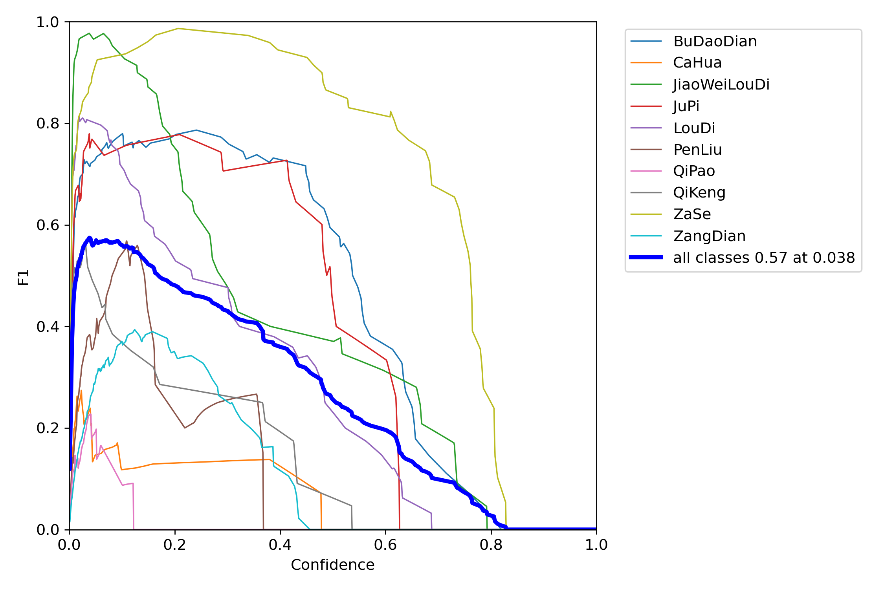 1.0
0.8
0.6
0.4
0.2
0.0
F1
0.0 0.2 0.4 0.6 0.8 1.0
Confidence
BuDaoDian
CaHua
JiaoWeiLouDi
JuPi
LouDi
PenLiu
QiPao
QiKeng
ZaSe
ZangDian
all classes 0.57 at 0.038